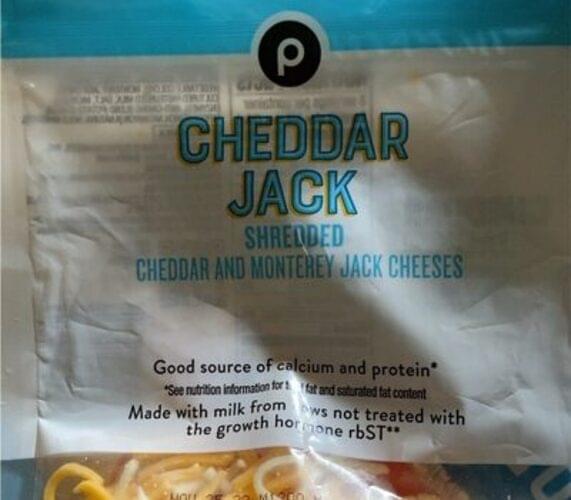 P
CHEDDAR
JACK
SHREDDED
CHEDDAR AND MONTEREY JACK CHEESES
Good source of calcium and protein*
*See nutrition information for fat and saturated fat content
Made with milk from not treated with
the growth hormone rbST**